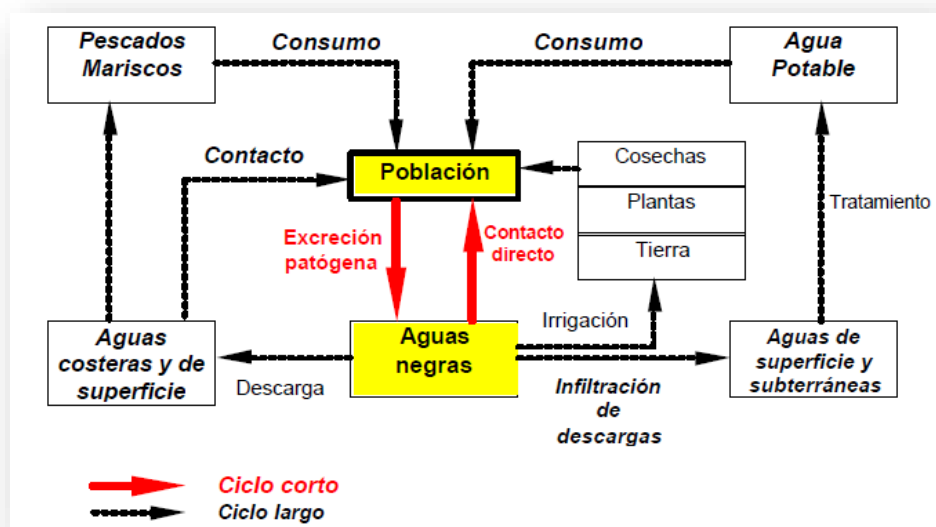 Pescados
Mariscos
Consumo
Consumo
Agua
Potable
Contacto
Población
Cosechas
Plantas
Tierra
Tratamiento
Excreción
patógena
Contacto
directo
Aguas
costeras y de
superficie
Descarga
Aguas
negras
Irrigación
Infiltración
de
descargas
Aguas de
superficie y
subterráneas
Ciclo corto
Ciclo largo